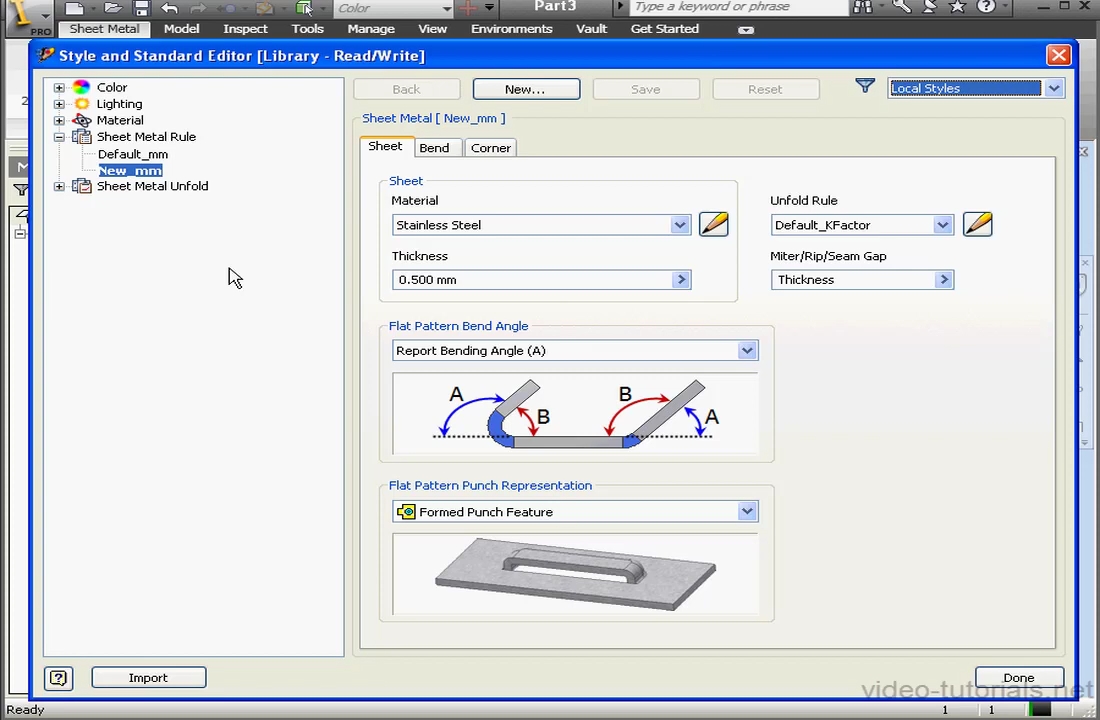 PRO
Color
Part3
Type a keyword or phrase
Sheet Metal Model Inspect Tools Manage View Environments Vault Get Started
Style and Standard Editor [Library - Read/Write]
Color
Lighting
Material
Sheet Metal Rule
Default_mm
New_mm
Sheet Metal Unfold
Back New... Save Reset Local Styles
Sheet Metal [ New_mm ]
Sheet Bend Corner
Sheet
Material
Stainless Steel
Thickness
0.500 mm
Unfold Rule
Default_KFactor
Miter/Rip/Seam Gap
Thickness
Flat Pattern Bend Angle
Report Bending Angle (A)
A B B A
Flat Pattern Punch Representation
Formed Punch Feature
Import
Done
video-tutorials.net
Ready
1 1